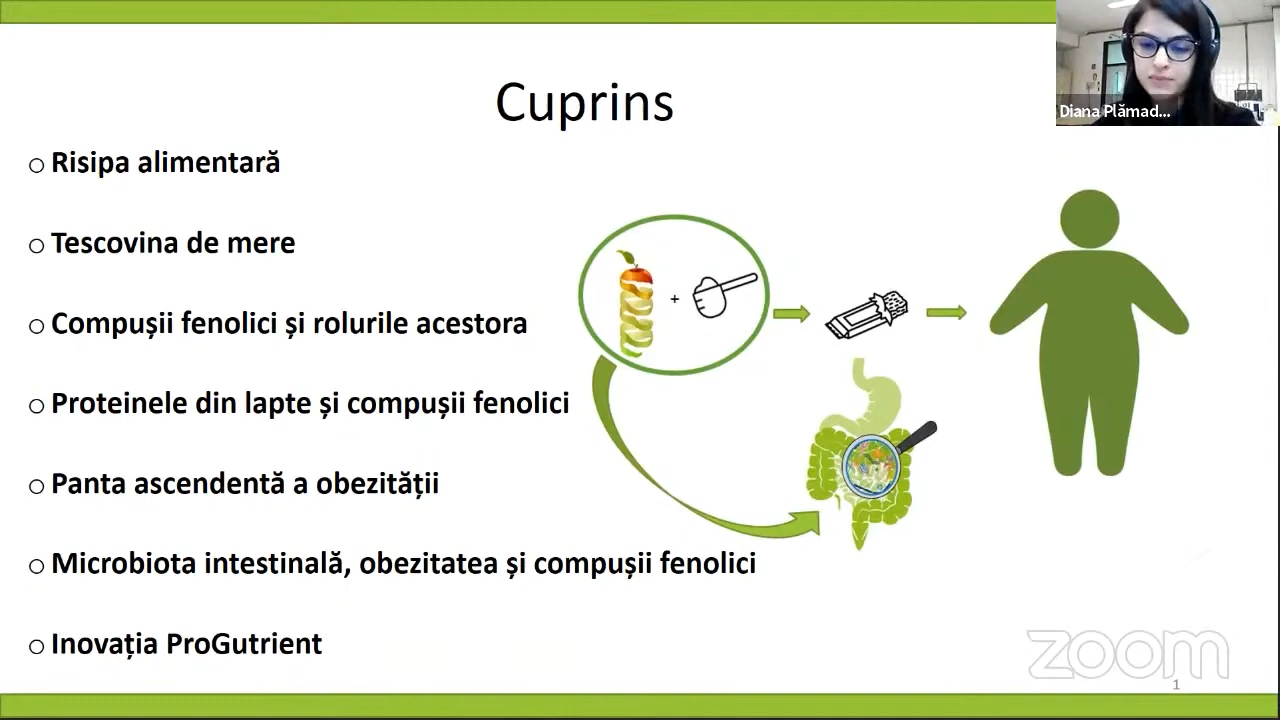 Cuprins
Diana Plămad...
Risipa alimentară
Tescovina de mere
Compușii fenolici și rolurile acestora
+
Proteinele din lapte și compușii fenolici
Panta ascendentă a obezității
Microbiota intestinală, obezitatea și compușii fenolici
Inovația ProGutrient
zoom
1